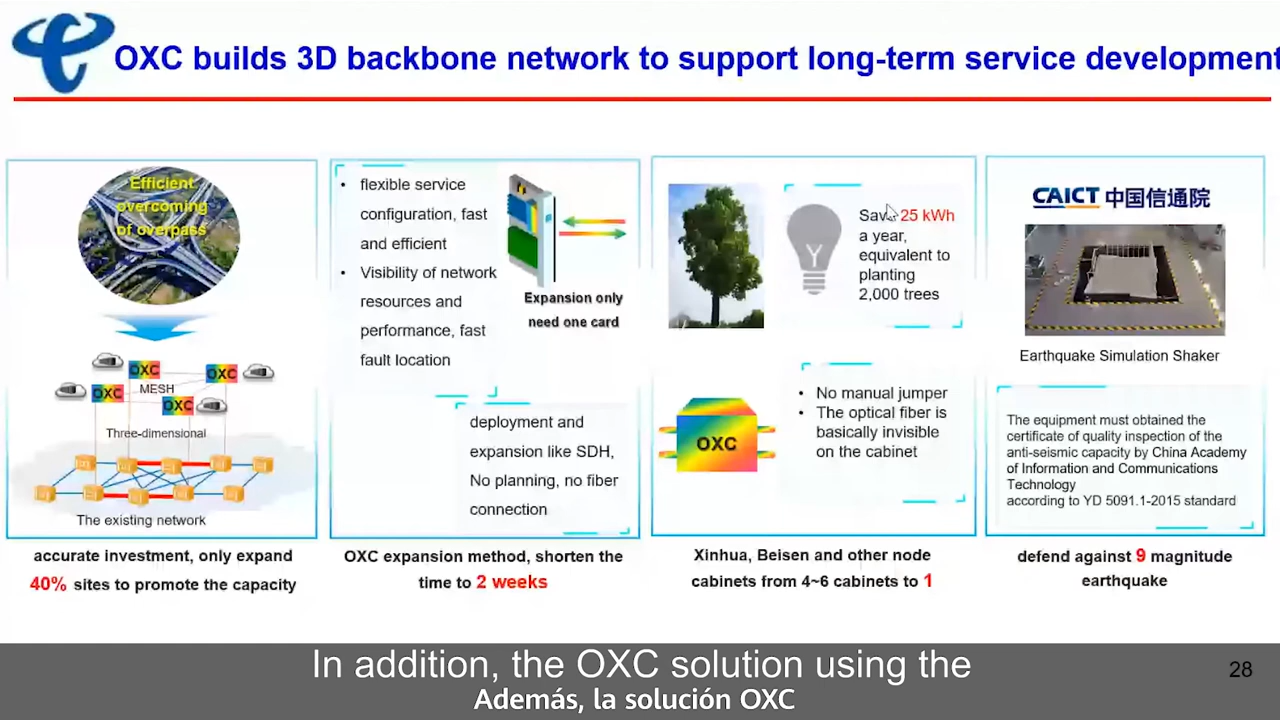 OXC builds 3D backbone network to support long-term service development
Efficient
overcoming
of overpass
OXC
OXC
MESH
OXC
OXC
Three-dimensional
The existing network
accurate investment, only expand
40% sites to promote the capacity
• flexible service
configuration, fast
and efficient
• Visibility of network
resources and
performance, fast
fault location
Expansion only
need one card
deployment and
expansion like SDH,
No planning, no fiber
connection
OXC expansion method, shorten the
time to 2 weeks
Save 25 kWh
a year,
equivalent to
planting
2,000 trees
OXC
• No manual jumper
• The optical fiber is
basically invisible
on the cabinet
Xinhua, Beisen and other node
cabinets from 4~6 cabinets to 1
CAICT 中国信通院
Earthquake Simulation Shaker
The equipment must obtained the
certificate of quality inspection of the
anti-seismic capacity by China Academy
of Information and Communications
Technology
according to YD 5091.1-2015 standard
defend against 9 magnitude
earthquake
In addition, the OXC solution using the
Además, la solución OXC
28